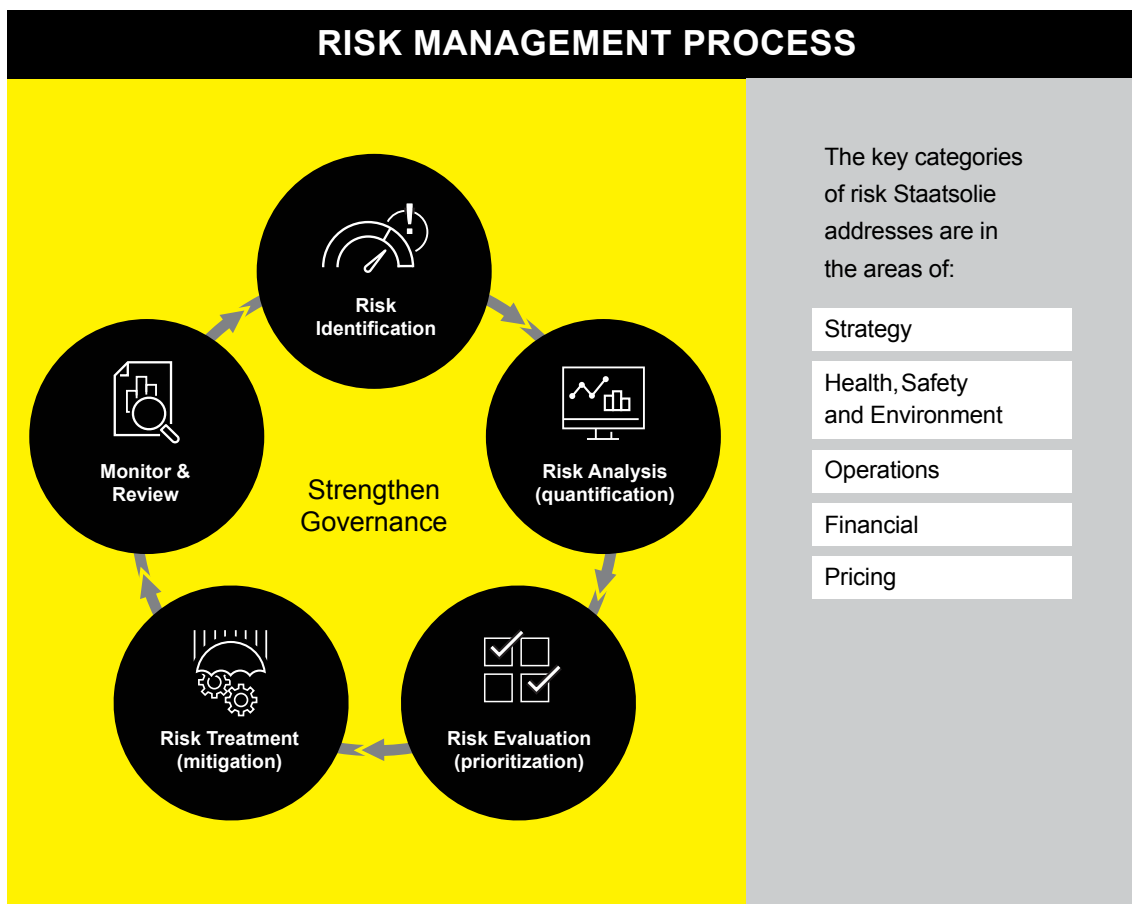 RISK MANAGEMENT PROCESS
Risk
Identification
Risk Analysis
(quantification)
Risk Evaluation
(prioritization)
Risk Treatment
(mitigation)
Monitor &
Review
Strengthen
Governance
The key categories
of risk Staatsolie
addresses are in
the areas of:
Strategy
Health, Safety
and Environment
Operations
Financial
Pricing